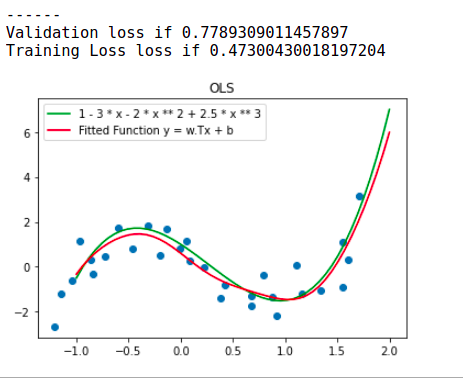 ------
Validation loss if 0.7789309011457897
Training Loss loss if 0.47300430018197204
OLS
1 - 3 * x - 2 * x ** 2 + 2.5 * x ** 3
Fitted Function y = w.Tx + b
6
4
2
0
−2
−1.0 −0.5 0.0 0.5 1.0 1.5 2.0